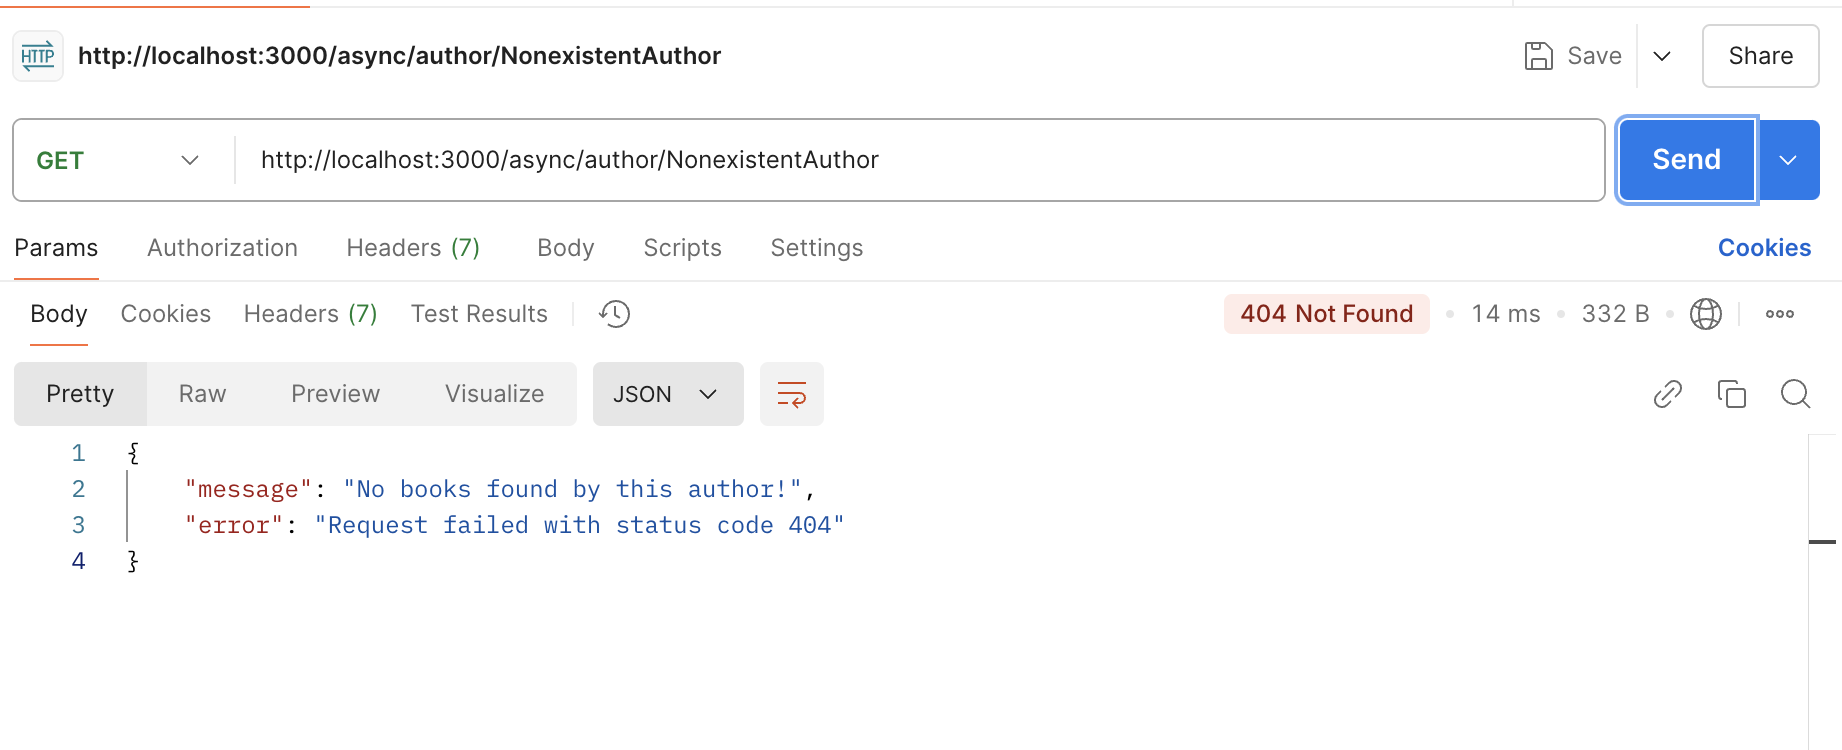 HTTP http://localhost:3000/async/author/NonexistentAuthor Save Share
GET http://localhost:3000/async/author/NonexistentAuthor Send
Params Authorization Headers (7) Body Scripts Settings Cookies
Body Cookies Headers (7) Test Results 404 Not Found • 14 ms • 332 B •
Pretty Raw Preview Visualize JSON
1 {
2 "message": "No books found by this author!",
3 "error": "Request failed with status code 404"
4 }